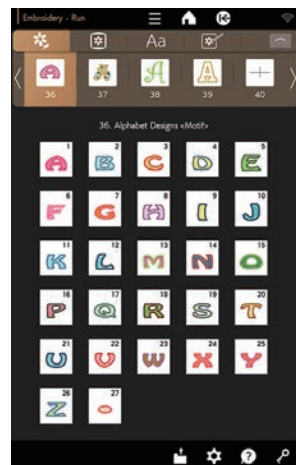 Embroidery - Run
Aa
A A A
36 37 38 39 40
36. Alphabet Designs <Motif>
1 2 3 4 5
A B C D E
6 7 8 9 10
F G H I J
11 12 13 14 15
K L M N O
16 17 18 19 20
P Q R S T
21 22 23 24 25
U U W X Y
26 27
Z